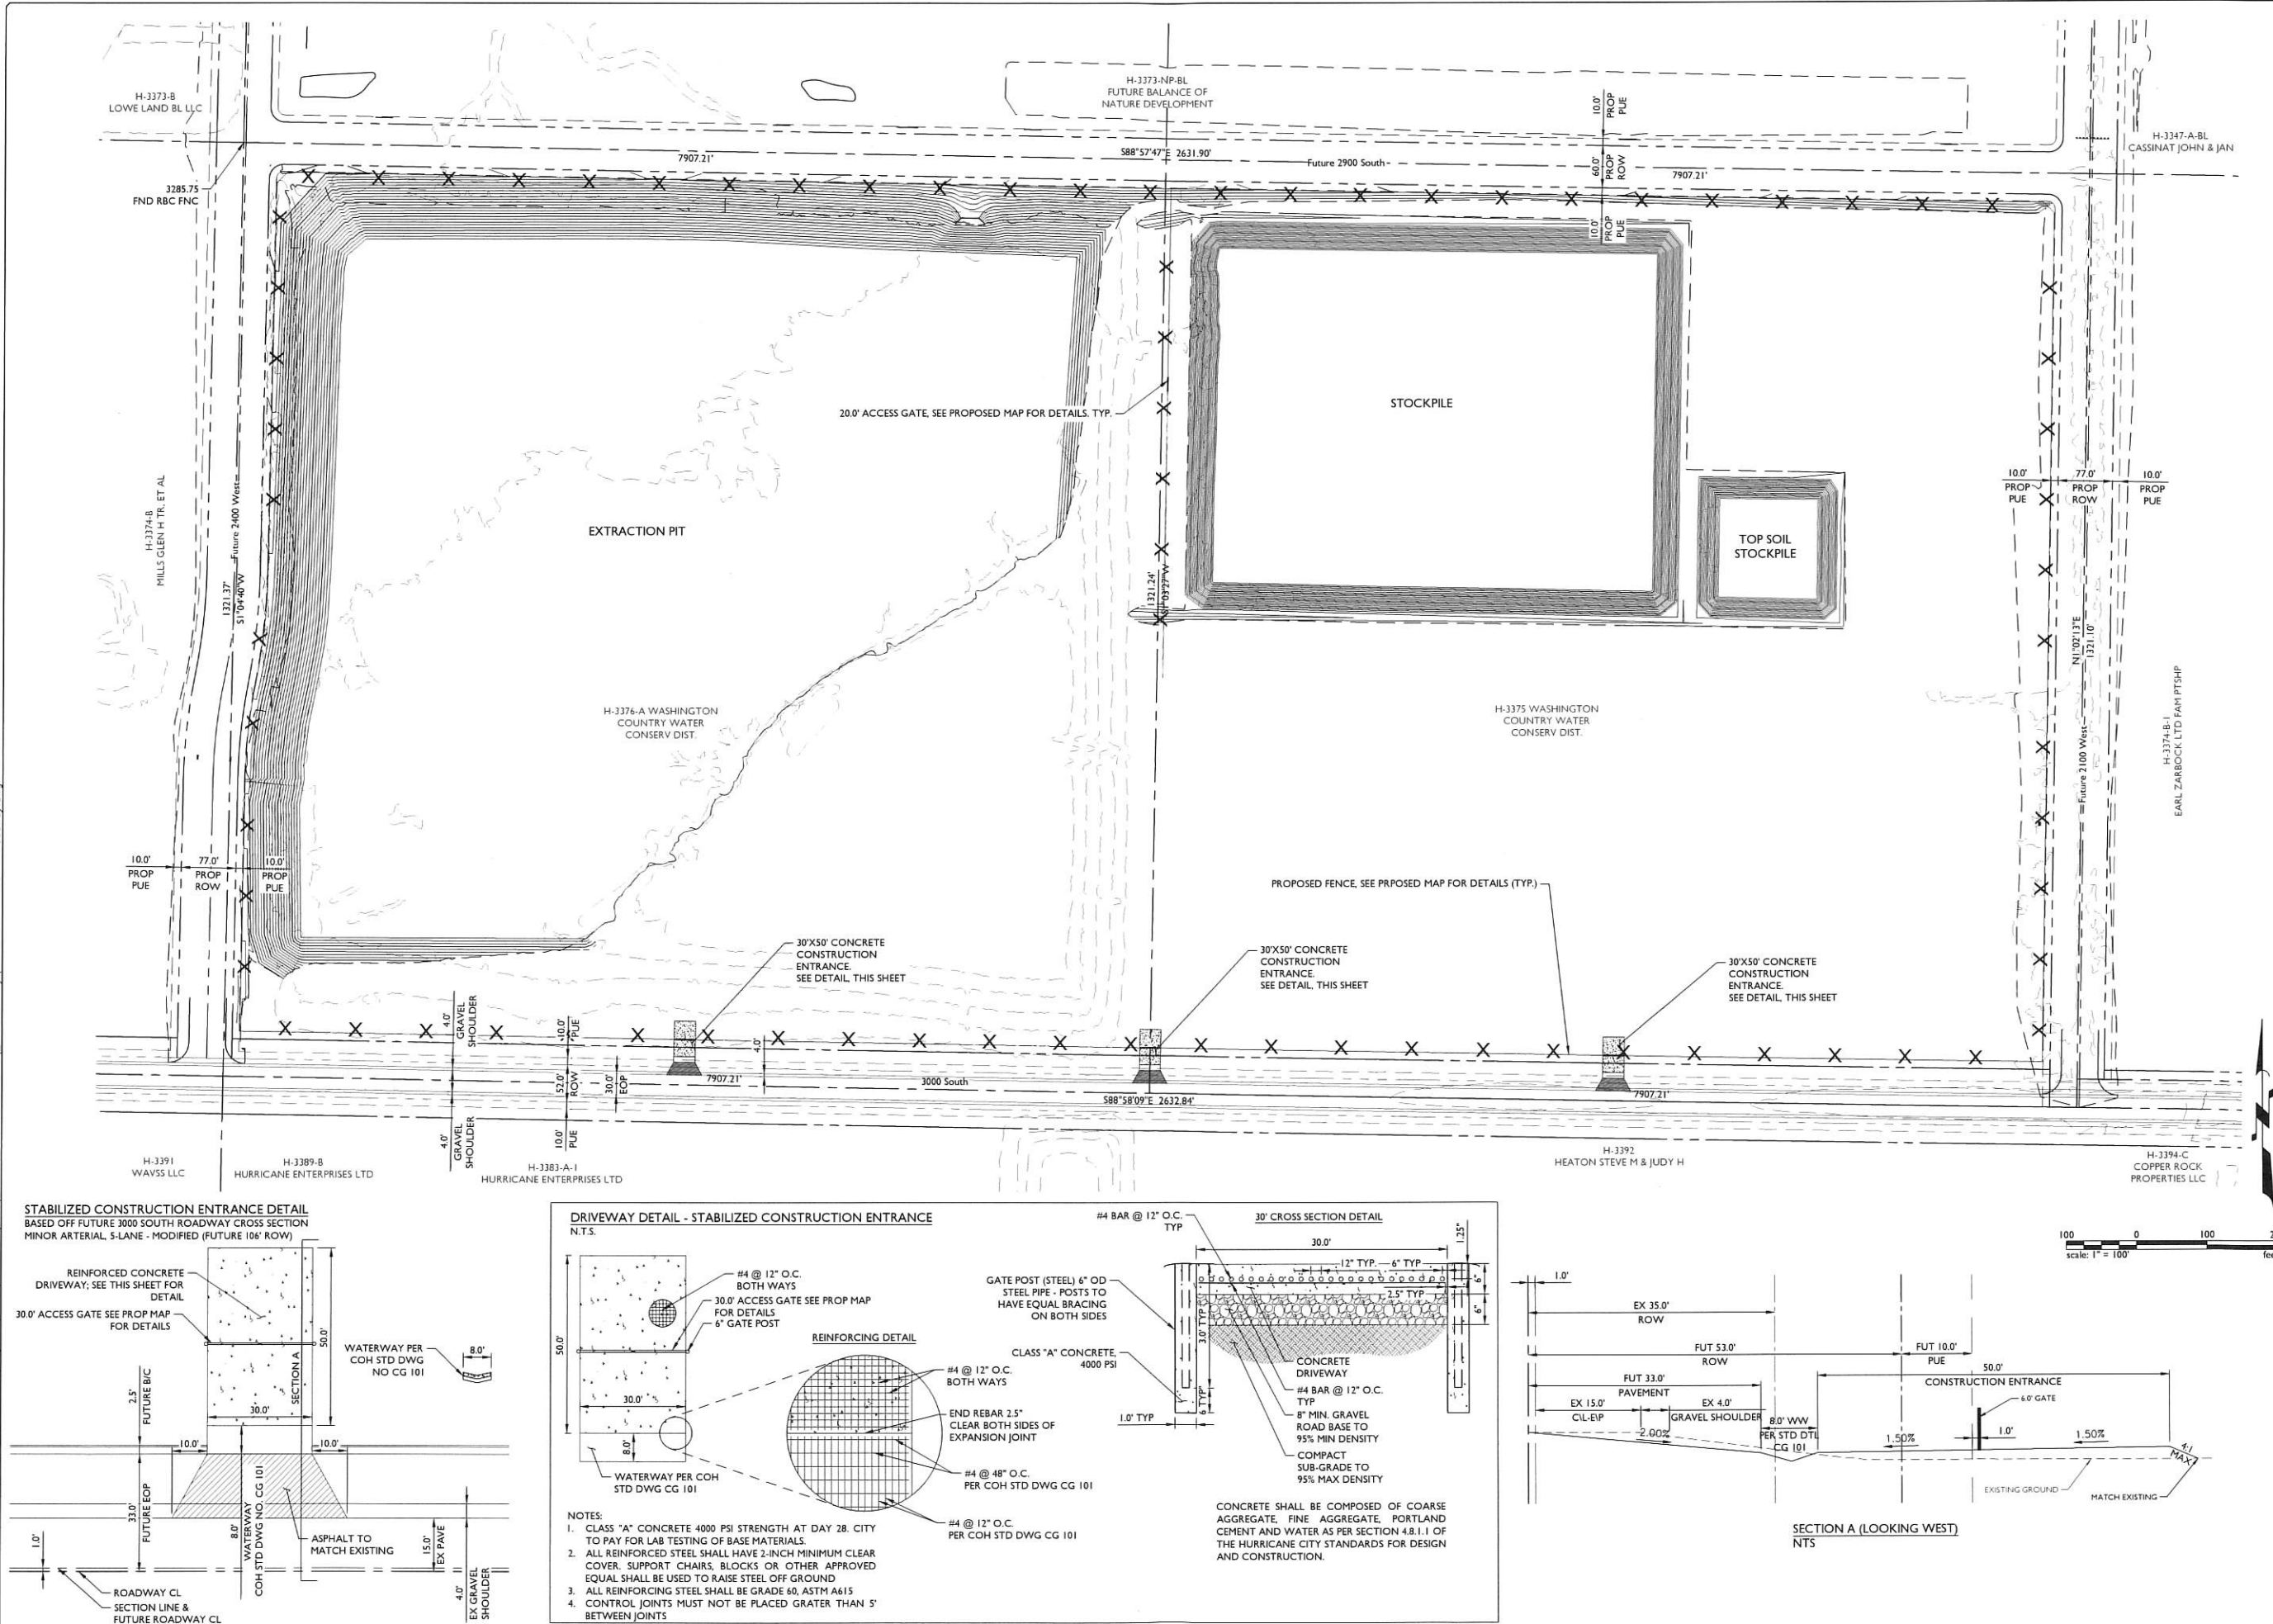 H-3373-B
LOWE LAND BL LLC
H-3373-NP-BL
FUTURE BALANCE OF
NATURE DEVELOPMENT
10.0'
PROP
PUE
H-3347-A-BL
CASSINAT JOHN & JAN
7907.21'
S88°57'47"E 2631.90'
Future 2900 South
60.0'
PROP
ROW
7907.21'
3285.75
FND RBC FNC
10.0'
PROP
PUE
20.0' ACCESS GATE, SEE PROPOSED MAP FOR DETAILS. TYP.
STOCKPILE
H-3374-B
MILLS GLEN H TR, ET AL
Future 2400 West
1321.37'
S1°04'40"W
EXTRACTION PIT
10.0'
PROP
PUE
77.0'
PROP
ROW
10.0'
PROP
PUE
TOP SOIL
STOCKPILE
1321.24'
S1°03'27"W
N1°02'13"E
1321.10'
Future 2100 West
H-3374-B-1
EARL ZARBOCK LTD FAM PTSHP
H-3376-A WASHINGTON
COUNTRY WATER
CONSERV DIST.
H-3375 WASHINGTON
COUNTRY WATER
CONSERV DIST.
10.0'
PROP
PUE
77.0'
PROP
ROW
10.0'
PROP
PUE
PROPOSED FENCE, SEE PRPOSED MAP FOR DETAILS (TYP.)
30'X50' CONCRETE
CONSTRUCTION
ENTRANCE.
SEE DETAIL, THIS SHEET
30'X50' CONCRETE
CONSTRUCTION
ENTRANCE.
SEE DETAIL, THIS SHEET
30'X50' CONCRETE
CONSTRUCTION
ENTRANCE.
SEE DETAIL, THIS SHEET
4.0'
GRAVEL
SHOULDER
10.0'
PUE
4.0'
52.0'
ROW
30.0'
EOP
7907.21'
3000 South
S88°58'09"E 2632.84'
7907.21'
4.0'
GRAVEL
SHOULDER
10.0'
PUE
H-3391
WAVSS LLC
H-3389-B
HURRICANE ENTERPRISES LTD
H-3383-A-1
HURRICANE ENTERPRISES LTD
H-3392
HEATON STEVE M & JUDY H
H-3394-C
COPPER ROCK
PROPERTIES LLC
100 0 100
scale: 1" = 100'
STABILIZED CONSTRUCTION ENTRANCE DETAIL
BASED OFF FUTURE 3000 SOUTH ROADWAY CROSS SECTION
MINOR ARTERIAL, 5-LANE - MODIFIED (FUTURE 106' ROW)
REINFORCED CONCRETE
DRIVEWAY; SEE THIS SHEET FOR
DETAIL
30.0' ACCESS GATE SEE PROP MAP
FOR DETAILS
50.0'
SECTION A
WATERWAY PER
COH STD DWG
NO CG 101
8.0'
2.5'
FUTURE B/C
30.0'
10.0'
10.0'
33.0'
FUTURE EOP
8.0'
WATERWAY
COH STD DWG NO. CG 101
ASPHALT TO
MATCH EXISTING
15.0'
EX PAVE
1.0'
4.0'
EX GRAVEL
SHOULDER
ROADWAY CL
SECTION LINE &
FUTURE ROADWAY CL
DRIVEWAY DETAIL - STABILIZED CONSTRUCTION ENTRANCE
N.T.S.
#4 @ 12" O.C.
BOTH WAYS
30.0' ACCESS GATE SEE PROP MAP
FOR DETAILS
6" GATE POST
50.0'
30.0'
8.0'
WATERWAY PER COH
STD DWG CG 101
REINFORCING DETAIL
#4 @ 12" O.C.
BOTH WAYS
END REBAR 2.5"
CLEAR BOTH SIDES OF
EXPANSION JOINT
#4 @ 48" O.C.
PER COH STD DWG CG 101
#4 @ 12" O.C.
PER COH STD DWG CG 101
NOTES:
1. CLASS "A" CONCRETE 4000 PSI STRENGTH AT DAY 28. CITY
TO PAY FOR LAB TESTING OF BASE MATERIALS.
2. ALL REINFORCED STEEL SHALL HAVE 2-INCH MINIMUM CLEAR
COVER. SUPPORT CHAIRS, BLOCKS OR OTHER APPROVED
EQUAL SHALL BE USED TO RAISE STEEL OFF GROUND
3. ALL REINFORCING STEEL SHALL BE GRADE 60, ASTM A615
4. CONTROL JOINTS MUST NOT BE PLACED GRATER THAN 5'
BETWEEN JOINTS
#4 BAR @ 12" O.C.
TYP
30' CROSS SECTION DETAIL
30.0'
1.25"
12" TYP.
6" TYP
6"
2.5" TYP
6"
GATE POST (STEEL) 6" OD
STEEL PIPE - POSTS TO
HAVE EQUAL BRACING
ON BOTH SIDES
3.0' TYP
CLASS "A" CONCRETE,
4000 PSI
6 TYP
1.0' TYP
CONCRETE
DRIVEWAY
#4 BAR @ 12" O.C.
TYP
8" MIN. GRAVEL
ROAD BASE TO
95% MIN DENSITY
COMPACT
SUB-GRADE TO
95% MAX DENSITY
CONCRETE SHALL BE COMPOSED OF COARSE
AGGREGATE, FINE AGGREGATE, PORTLAND
CEMENT AND WATER AS PER SECTION 4.8.1.1 OF
THE HURRICANE CITY STANDARDS FOR DESIGN
AND CONSTRUCTION.
1.0'
EX 35.0'
ROW
FUT 53.0'
ROW
FUT 10.0'
PUE
FUT 33.0'
PAVEMENT
50.0'
CONSTRUCTION ENTRANCE
EX 15.0'
CL-EP
EX 4.0'
GRAVEL SHOULDER
8.0' WW
PER STD DTL
CG 101
6.0' GATE
1.0'
2.00%
1.50%
1.50%
4:1
MAX
EXISTING GROUND
MATCH EXISTING
SECTION A (LOOKING WEST)
NTS